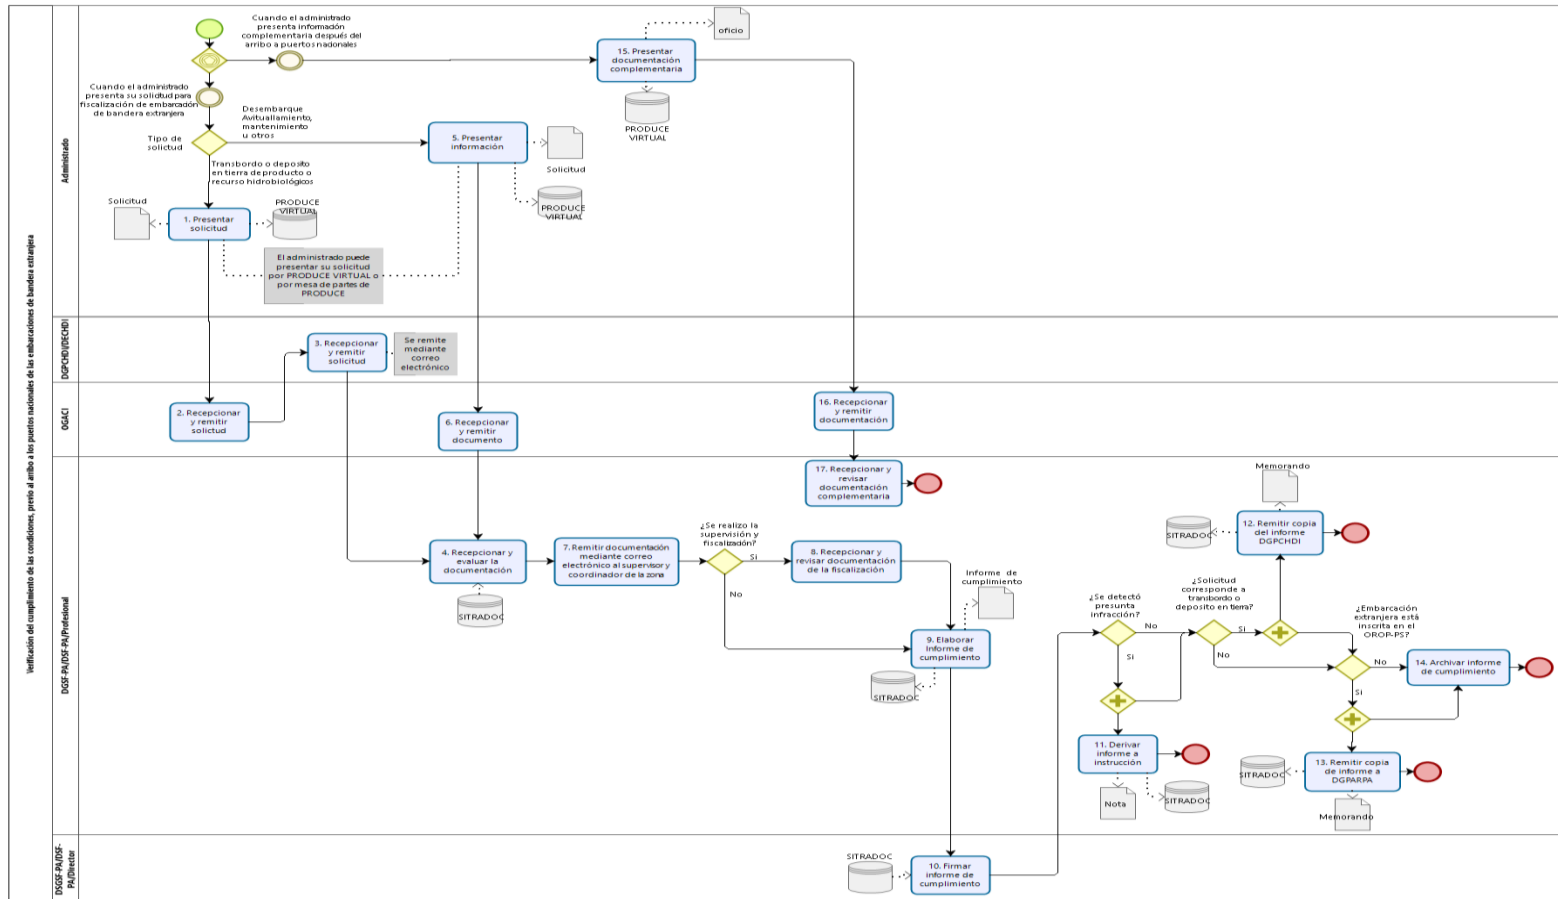 Verificación del cumplimiento de las condiciones, previo al arribo a los puertos nacionales de las embarcaciones de bandera extranjera
Administrado
Cuando el administrado
presenta información
complementaria después del
arribo a puertos nacionales
oficio
15. Presentar
documentación
complementaria
PRODUCE
VIRTUAL
Cuando el administrado
presenta su solicitud para
fiscalización de embarcación
de bandera extranjera
Desembarque
Avituallamiento,
mantenimiento
u otros
Tipo de
solictud
5. Presentar
información
Solicitud
PRODUCE
VIRTUAL
Transbordo o deposito
en tierra de producto o
recurso hidrobiológicos
Solicitud
1. Presentar
solicitud
PRODUCE
VIRTUAL
El administrado puede
presentar su solicitud
por PRODUCE VIRTUAL o
por mesa de partes de
PRODUCE
DGPCHDI/DECHDI
3. Recepcionar
y remitir
solicitud
Se remite
mediante
correo
electrónico
OGACI
2. Recepcionar
y remitir
solictud
6. Recepcionar
y remitir
documento
16. Recepcionar
y remitir
documentación
DGSF-PA/DSF-PA/Profesional
17. Recepcionar y
revisar
documentación
complementaria
4. Recepcionar y
evaluar la
documentación
SITRADOC
7. Remitir documentación
mediante correo
electrónico al supervisor y
coordinador de la zona
¿Se realizo la
supervisión y
fiscalizadón?
Si
No
8. Recepcionar y
revisar documentación
de la fiscalización
Informe de
cumplimiento
9. Elaborar
Informe de
cumplimiento
SITRADOC
¿Se detectó
presunta
infracción?
No
Si
11. Derivar
informe a
instrucción
Nota
SITRADOC
¿Solicitud
corresponde a
transbordo o
deposito en tierra?
Si
No
Memorando
12. Remitir copia
del informe
DGPCHDI
SITRADOC
¿Embarcación
extranjera está
inscrita en el
OROP-PS?
No
Si
14. Archivar informe
de cumplimiento
13. Remitir copia
de informe a
DGPARPA
SITRADOC
Memorando
DSGSF-PA/DSF-
PA/Director
SITRADOC
10. Firmar
informe de
cumplimiento